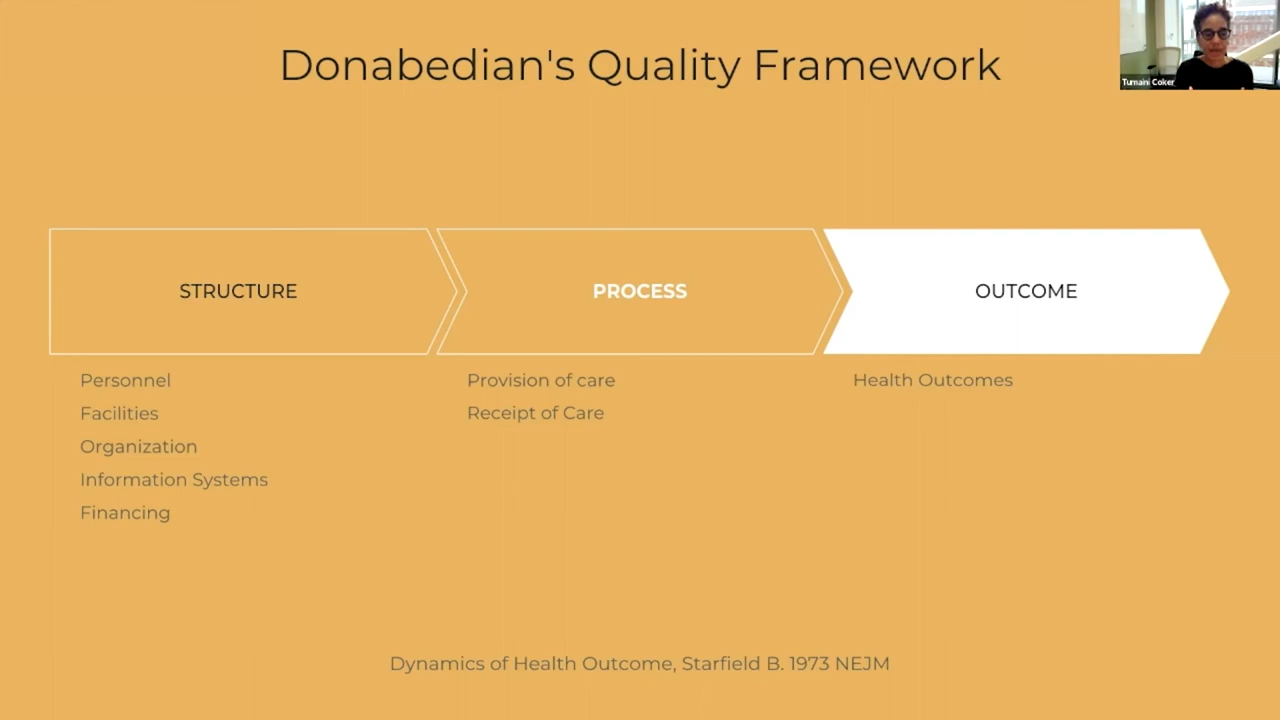 Donabedian's Quality Framework
Tumaini Coker
STRUCTURE
PROCESS
OUTCOME
Personnel
Facilities
Organization
Information Systems
Financing
Provision of care
Receipt of Care
Health Outcomes
Dynamics of Health Outcome, Starfield B. 1973 NEJM